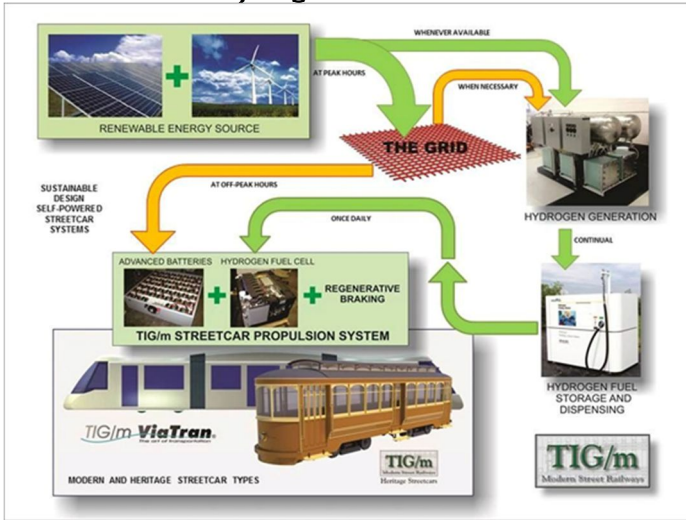 WHENEVER AVAILABLE
AT PEAK HOURS
WHEN NECESSARY
RENEWABLE ENERGY SOURCE
THE GRID
AT OFF-PEAK HOURS
HYDROGEN GENERATION
SUSTAINABLE
DESIGN
SELF-POWERED
STREETCAR
SYSTEMS
ONCE DAILY
CONTINUAL
ADVANCED BATTERIES
HYDROGEN FUEL CELL
REGENERATIVE
BRAKING
TIG/m STREETCAR PROPULSION SYSTEM
HYDROGEN FUEL
STORAGE AND
DISPENSING
TIG/m ViaTran®
The art of transportation
TIG/m
Modern Street Railways
Heritage Streetcars
MODERN AND HERITAGE STREETCAR TYPES
TIG/m
Modern Street Railways